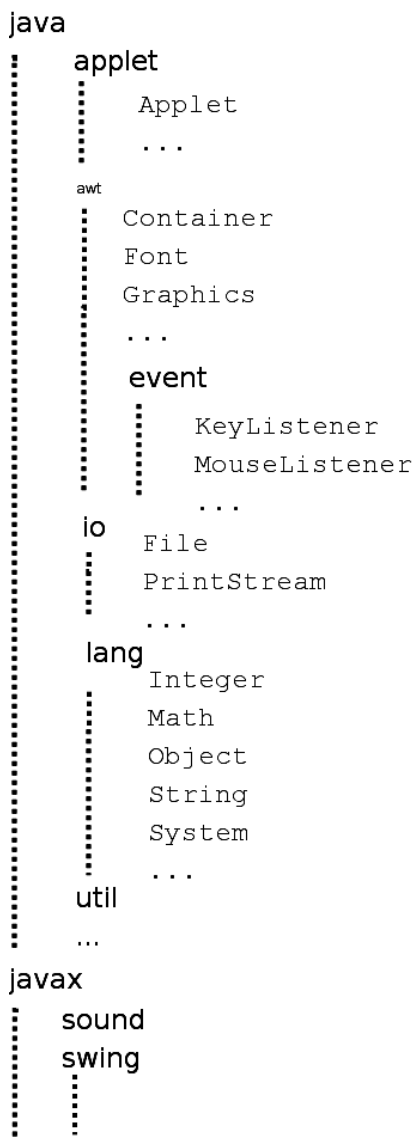 java
applet
Applet
...
awt
Container
Font
Graphics
...
event
KeyListener
MouseListener
...
io
File
PrintStream
...
lang
Integer
Math
Object
String
System
...
util
...
javax
sound
swing